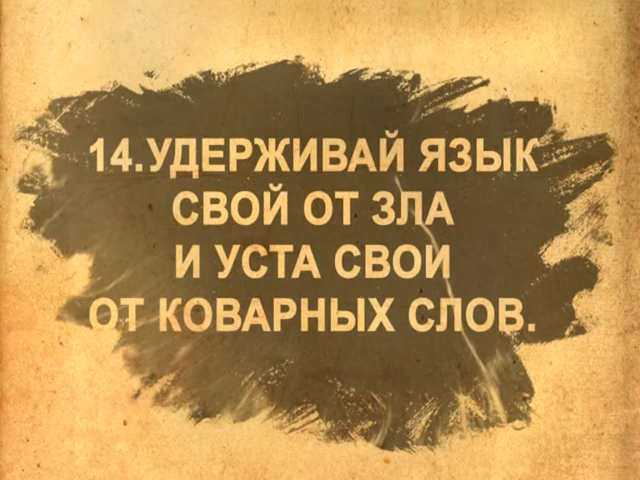 14.УДЕРЖИВАЙ ЯЗЫК
СВОЙ ОТ ЗЛА
И УСТА СВОИ
ОТ КОВАРНЫХ СЛОВ.